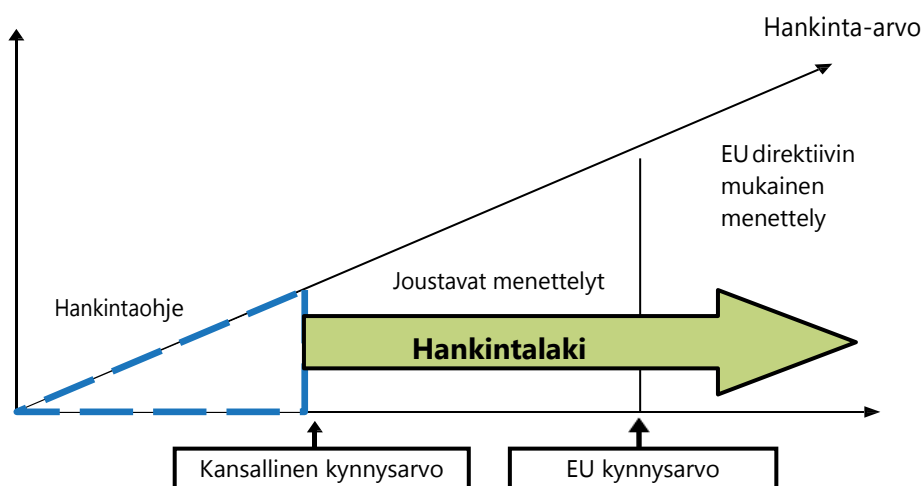 Hankinta-arvo
EU direktiivin
mukainen
menettely
Joustavat menettelyt
Hankintaohje
Hankintalaki
Kansallinen kynnysarvo
EU kynnysarvo